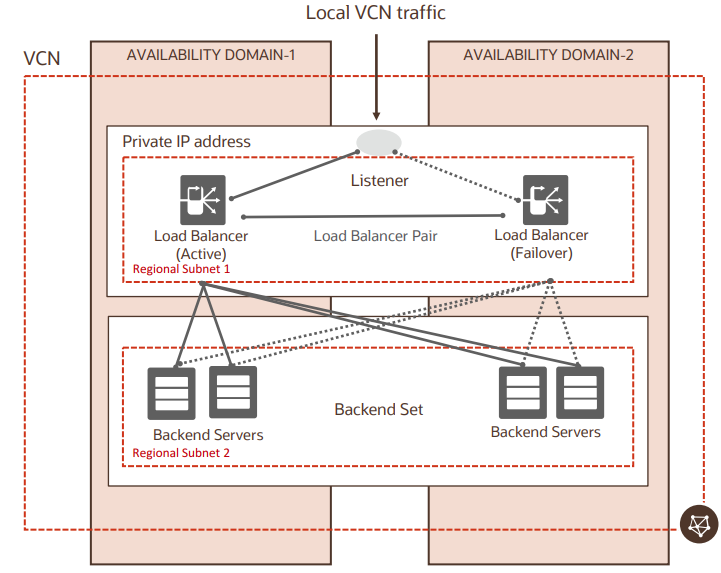 Local VCN traffic
VCN
AVAILABILITY DOMAIN-1
AVAILABILITY DOMAIN-2
Private IP address
Listener
Load Balancer
(Active)
Load Balancer Pair
Load Balancer
(Failover)
Regional Subnet 1
Backend Set
Backend Servers
Backend Servers
Regional Subnet 2